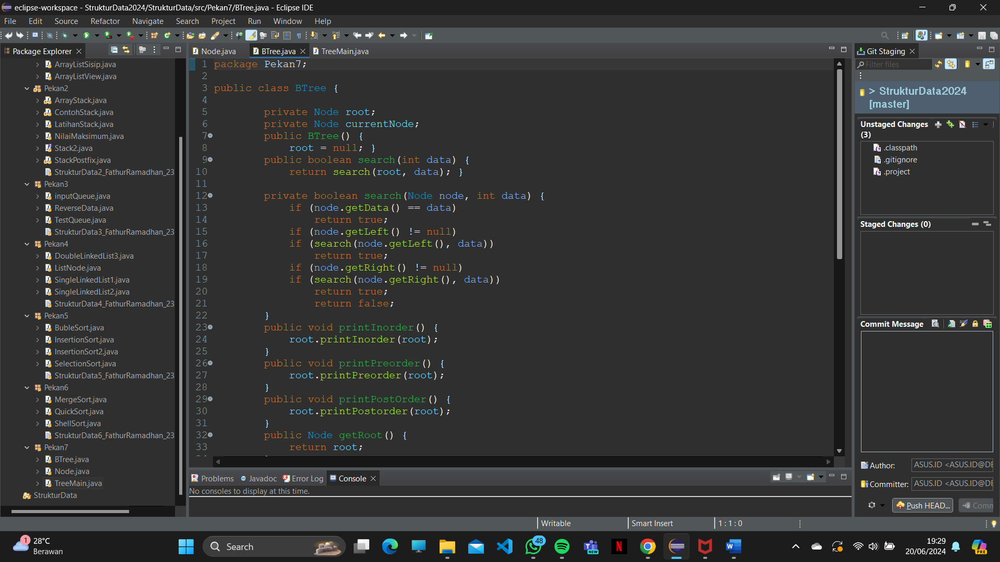 eclipse-workspace - StrukturData2024/StrukturData/src/Pekan7/BTree.java - Eclipse IDE
File Edit Source Refactor Navigate Search Project Run Window Help
Package Explorer
ArrayListSisip.java
ArrayListView.java
Pekan2
ArrayStack.java
ContohStack.java
LatihanStack.java
NilaiMaksimum.java
Stack2.java
StackPostfix.java
StrukturData2_FathurRamadhan_23
Pekan3
inputQueue.java
ReverseData.java
TestQueue.java
StrukturData3_FathurRamadhan_23
Pekan4
DoubleLinkedList3.java
ListNode.java
SingleLinkedList1.java
SingleLinkedList2.java
StrukturData4_FathurRamadhan_23
Pekan5
BubleSort.java
InsertionSort.java
InsertionSort2.java
SelectionSort.java
StrukturData5_FathurRamadhan_23
Pekan6
MergeSort.java
QuickSort.java
ShellSort.java
StrukturData6_FathurRamadhan_23
Pekan7
BTree.java
Node.java
TreeMain.java
StrukturData
Node.java BTree.java TreeMain.java
1 package Pekan7;
2
3 public class BTree {
4
5 private Node root;
6 private Node currentNode;
7 public BTree() {
8 root = null; }
9 public boolean search(int data) {
10 return search(root, data); }
11
12 private boolean search(Node node, int data) {
13 if (node.getData() == data)
14 return true;
15 if (node.getLeft() != null)
16 if (search(node.getLeft(), data))
17 return true;
18 if (node.getRight() != null)
19 if (search(node.getRight(), data))
20 return true;
21 return false;
22 }
23 public void printInorder() {
24 root.printInorder(root);
25 }
26 public void printPreorder() {
27 root.printPreorder(root);
28 }
29 public void printPostOrder() {
30 root.printPostorder(root);
31 }
32 public Node getRoot() {
33 return root;
Problems Javadoc Error Log Console
No consoles to display at this time.
Git Staging
Filter files
> StrukturData2024
[master]
Unstaged Changes
(3)
.classpath
.gitignore
.project
Staged Changes (0)
Commit Message
Author: ASUS.ID <ASUS.ID@DE
Committer: ASUS.ID <ASUS.ID@DE
Push HEAD... Comm
Writable Smart Insert 1 : 1 : 0
1
28°C
Berawan
Search
48
NEW
PRE
19:29
20/06/2024